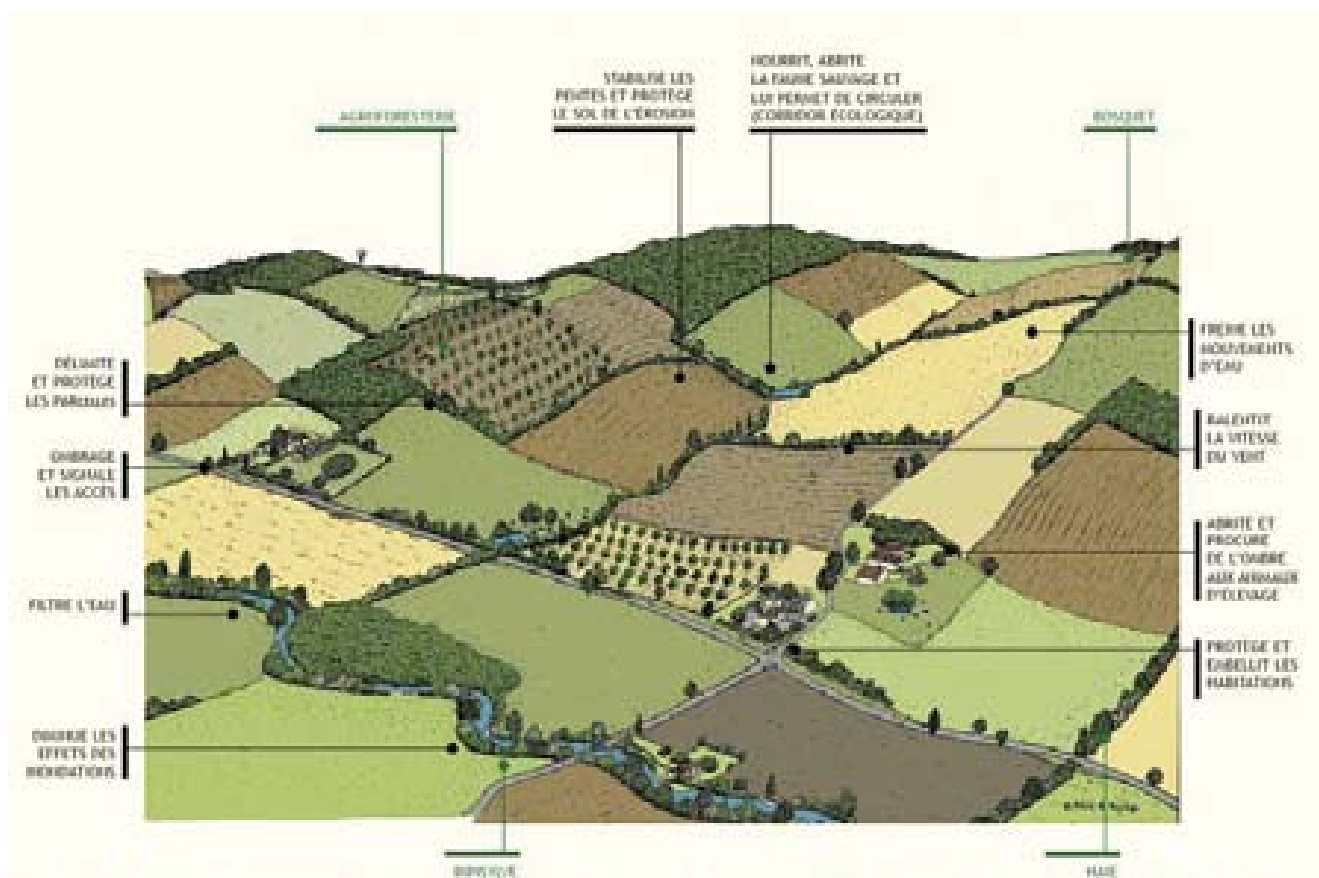 AGROFORESTERIE
STABILISE LES
PENTES ET PROTÈGE
LE SOL DE L'ÉROSION
NOURRIT, ABRITE
LA FAUNE SAUVAGE ET
LUI PERMET DE CIRCULER
(CORRIDOR ÉCOLOGIQUE)
BOSQUET
DÉLIMITE
ET PROTÈGE
LES PARCELLES
OMBRAGE
ET SIGNALE
LES ACCÈS
FILTRE L'EAU
DIMINUE LES
EFFETS DES
INONDATIONS
FREINE LES
MOUVEMENTS
D'EAU
RALENTIT
LA VITESSE
DU VENT
ABRITE ET
PROCURE
DE L'OMBRE
AUX ANIMAUX
D'ÉLEVAGE
PROTÈGE ET
EMBELLIT LES
HABITATIONS
RIPISYLVE
HAIE